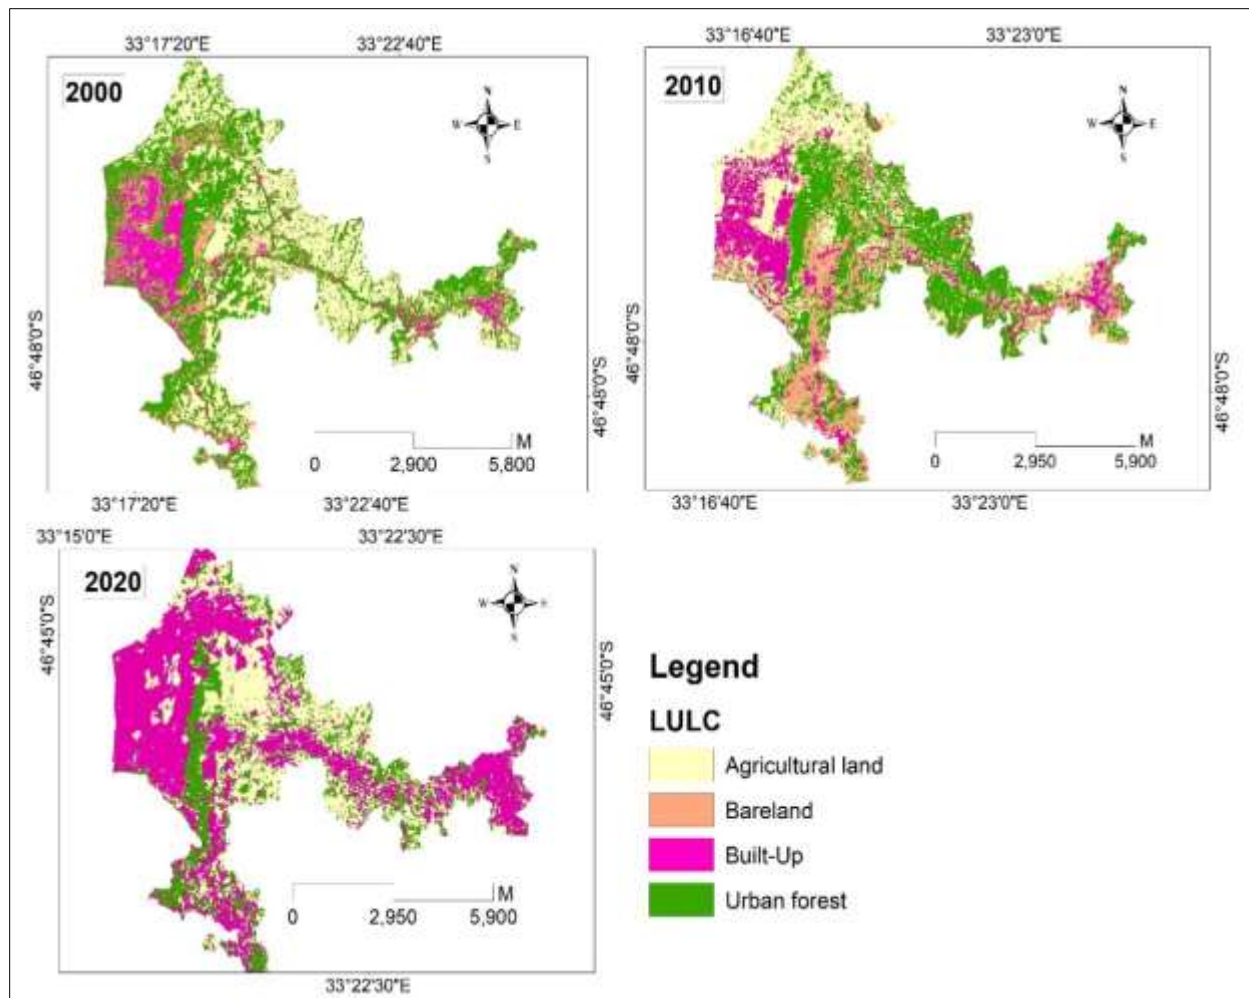 33°17'20"E 33°22'40"E
2000
N
W E
S
46°48'0"S
46°48'0"S
M
0 2,900 5,800
33°17'20"E 33°22'40"E
33°16'40"E 33°23'0"E
2010
N
W E
S
46°48'0"S
46°48'0"S
M
0 2,950 5,900
33°16'40"E 33°23'0"E
33°15'0"E 33°22'30"E
2020
N
W E
S
46°45'0"S
46°45'0"S
M
0 2,950 5,900
33°22'30"E
Legend
LULC
Agricultural land
Bareland
Built-Up
Urban forest